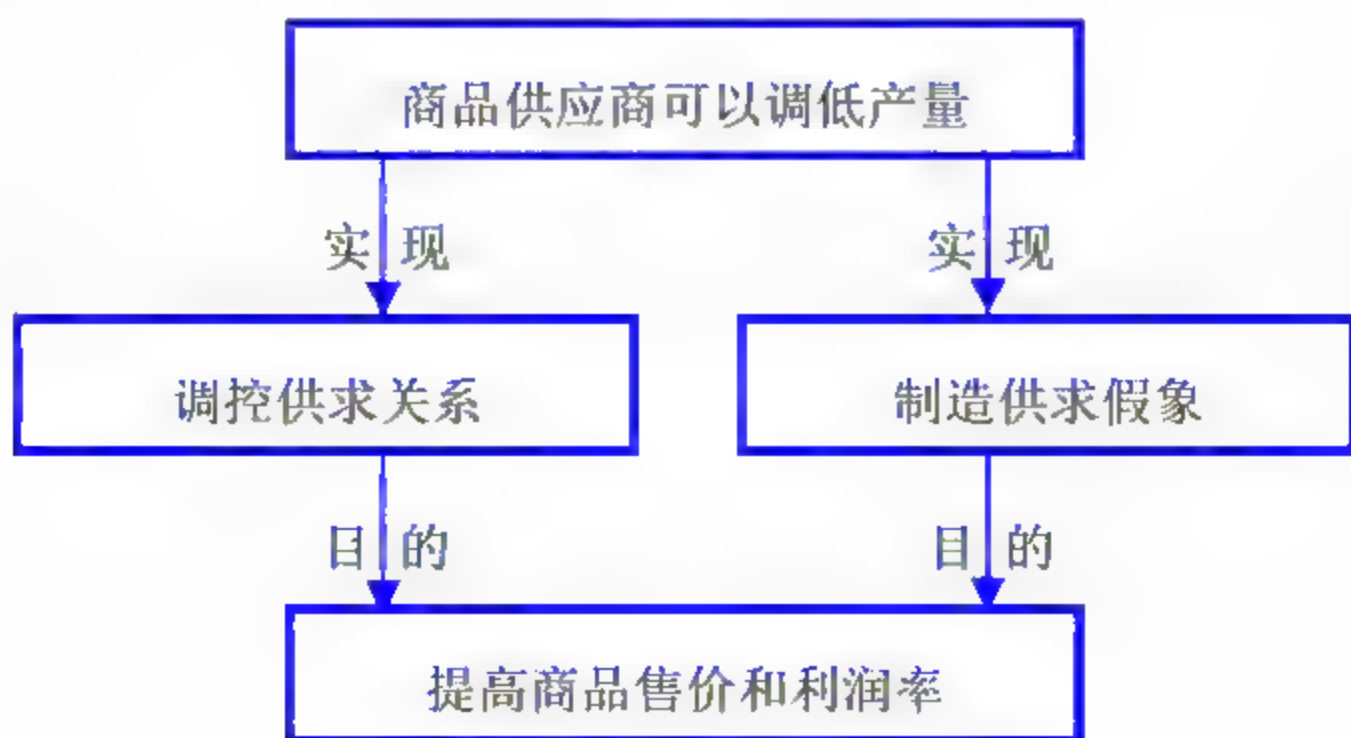 商品供应商可以调低产量
实现 实现
调控供求关系 制造供求假象
目的 目的
提高商品售价和利润率